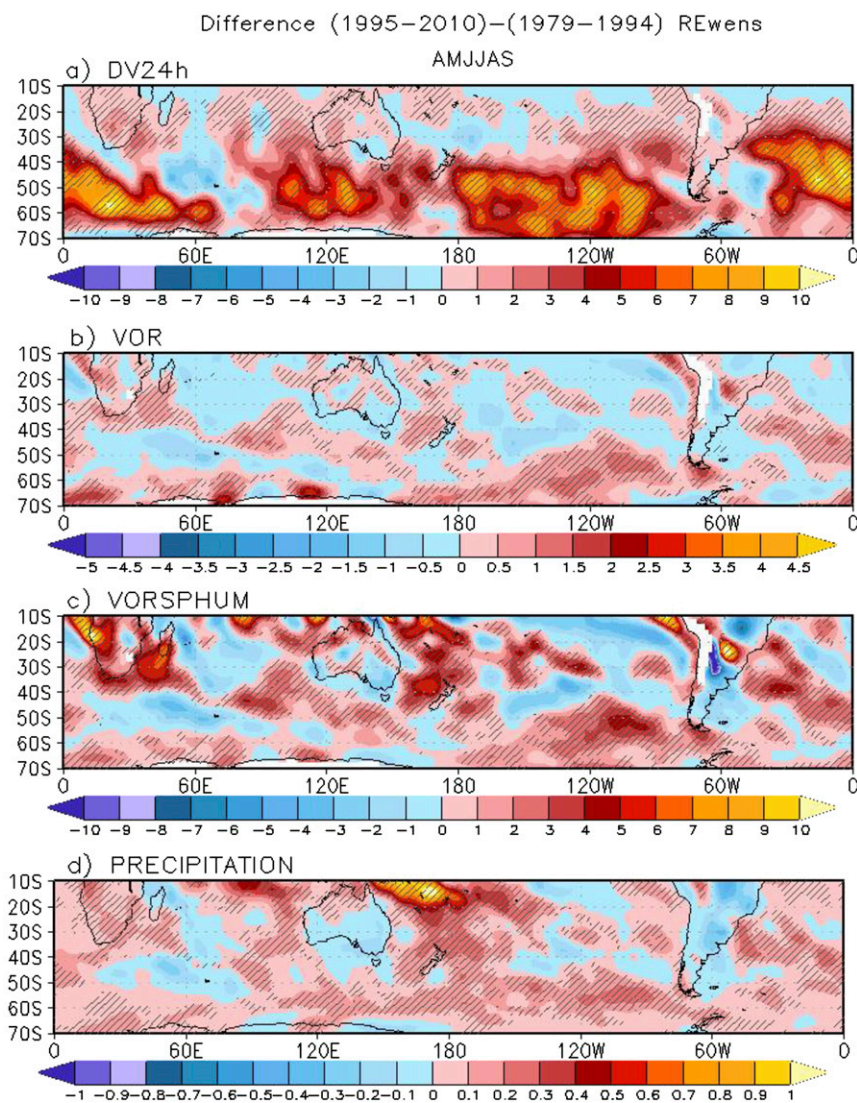 Difference (1995−2010)−(1979−1994) REwens
AMJJAS
a) DV24h
10S
20S
30S
40S
50S
60S
70S
0 60E 120E 180 120W 60W 0
−10 −9 −8 −7 −6 −5 −4 −3 −2 −1 0 1 2 3 4 5 6 7 8 9 10
b) VOR
10S
20S
30S
40S
50S
60S
70S
0 60E 120E 180 120W 60W 0
−5 −4.5 −4 −3.5 −3 −2.5 −2 −1.5 −1 −0.5 0 0.5 1 1.5 2 2.5 3 3.5 4 4.5
c) VORSPHUM
10S
20S
30S
40S
50S
60S
70S
0 60E 120E 180 120W 60W 0
−10 −9 −8 −7 −6 −5 −4 −3 −2 −1 0 1 2 3 4 5 6 7 8 9 10
d) PRECIPITATION
10S
20S
30S
40S
50S
60S
70S
0 60E 120E 180 120W 60W 0
−1 −0.9 −0.8 −0.7 −0.6 −0.5 −0.4 −0.3 −0.2 −0.1 0 0.1 0.2 0.3 0.4 0.5 0.6 0.7 0.8 0.9 1